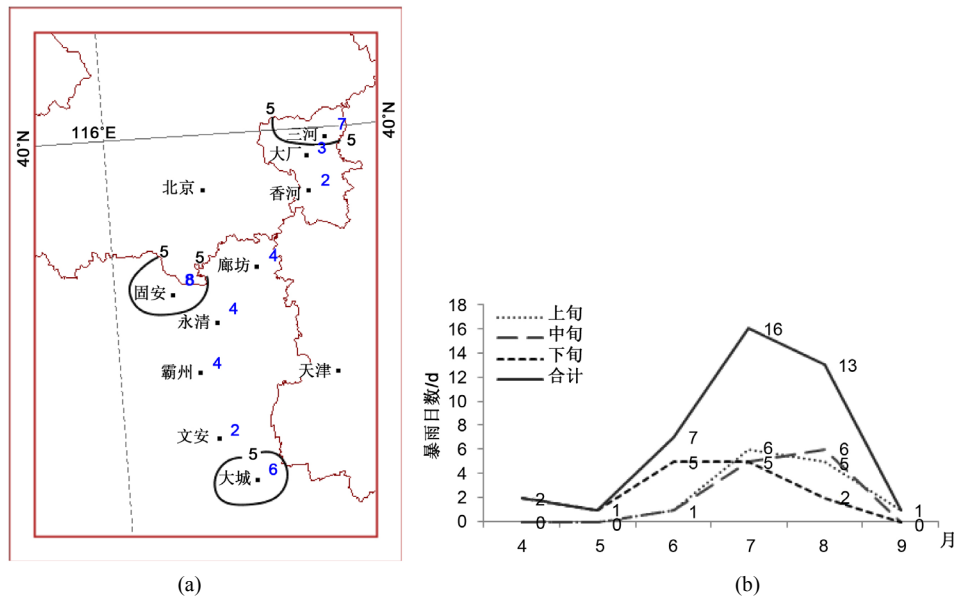 5
40°N
116°E
7
三河
5
40°N
大厂
3
北京
香河
2
5
5
4
廊坊
8
固安
4
永清
4
霸州
天津
2
文安
5
6
大城
(a)
暴雨日数/d
18
16
14
12
10
8
6
4
2
0
上旬
中旬
下旬
合计
16
13
7
6
6
5
5
5
2
2
1
1
1
0
0
0
4
5
6
7
8
9
月
(b)